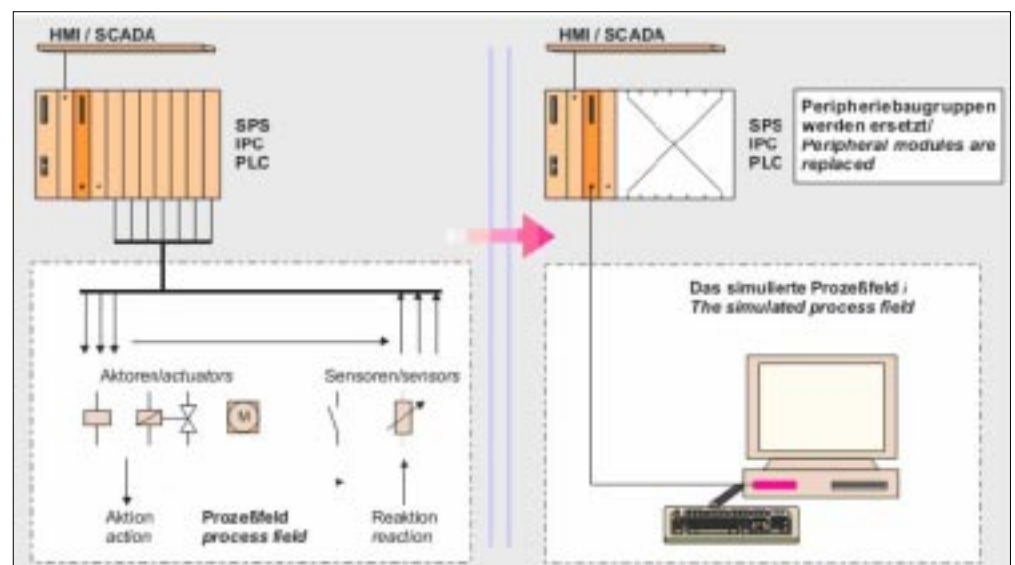 HMI / SCADA
SPS
IPC
PLC
Aktoren/actuators
Sensoren/sensors
M
Aktion
action
Prozeßfeld
process field
Reaktion
reaction
HMI / SCADA
SPS
IPC
PLC
Peripheriebaugruppen
werden ersetzt/
Peripheral modules are
replaced
Das simulierte Prozeßfeld /
The simulated process field